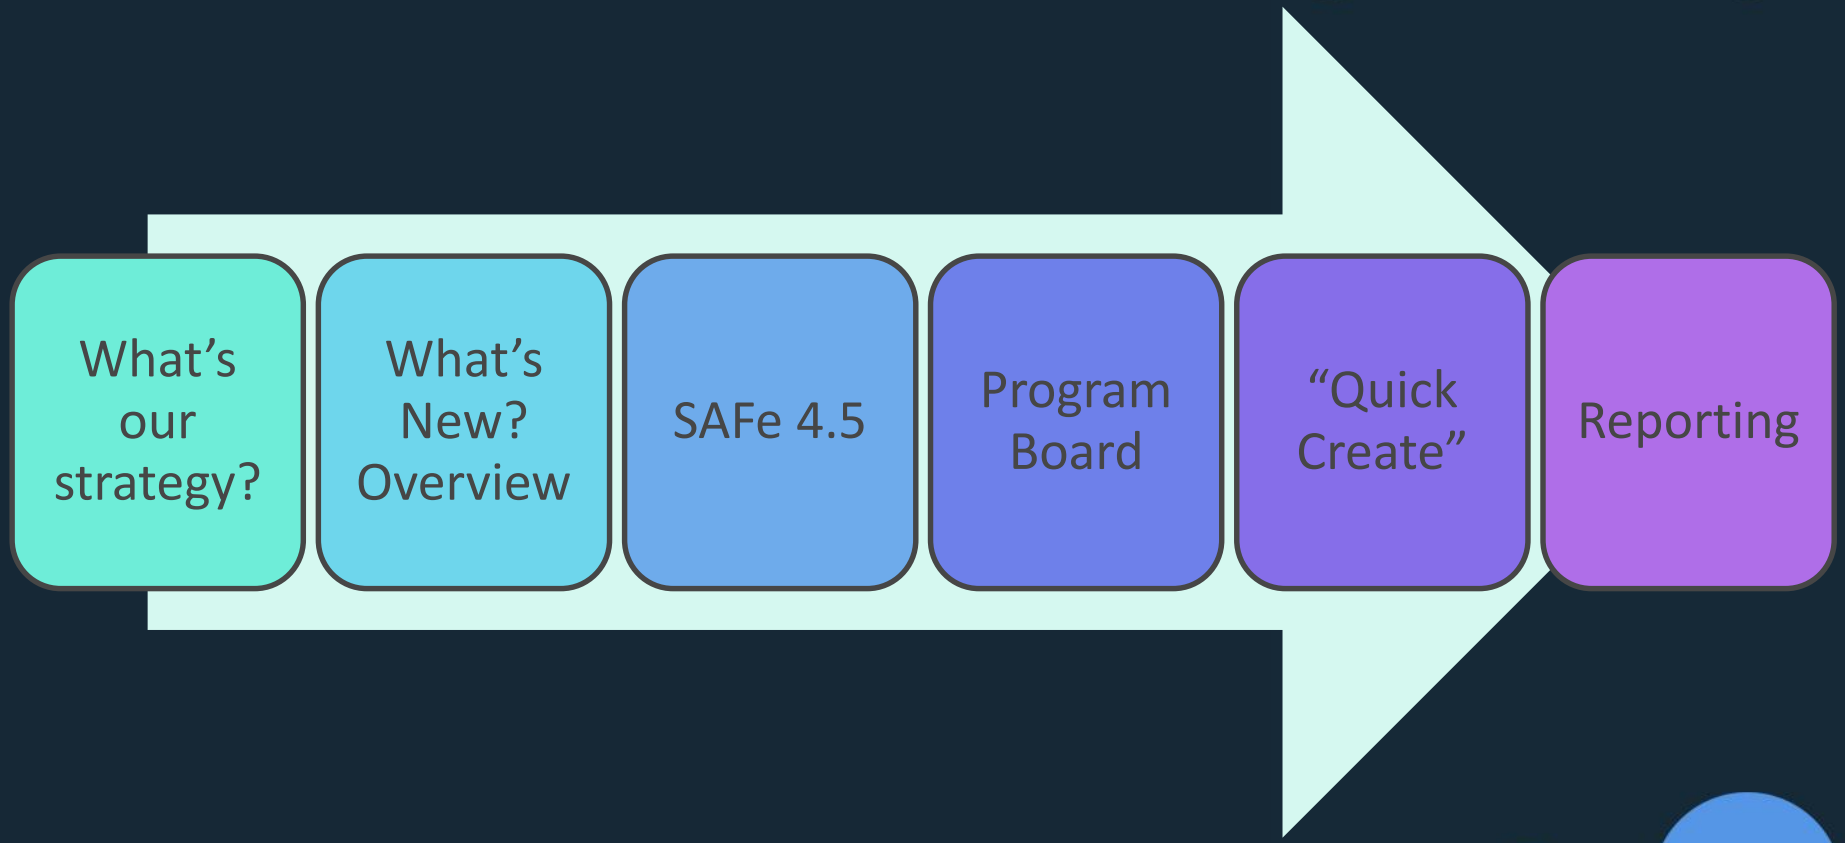 What’s
our
strategy?
What’s
New?
Overview
SAFe 4.5
Program
Board
“Quick
Create”
Reporting